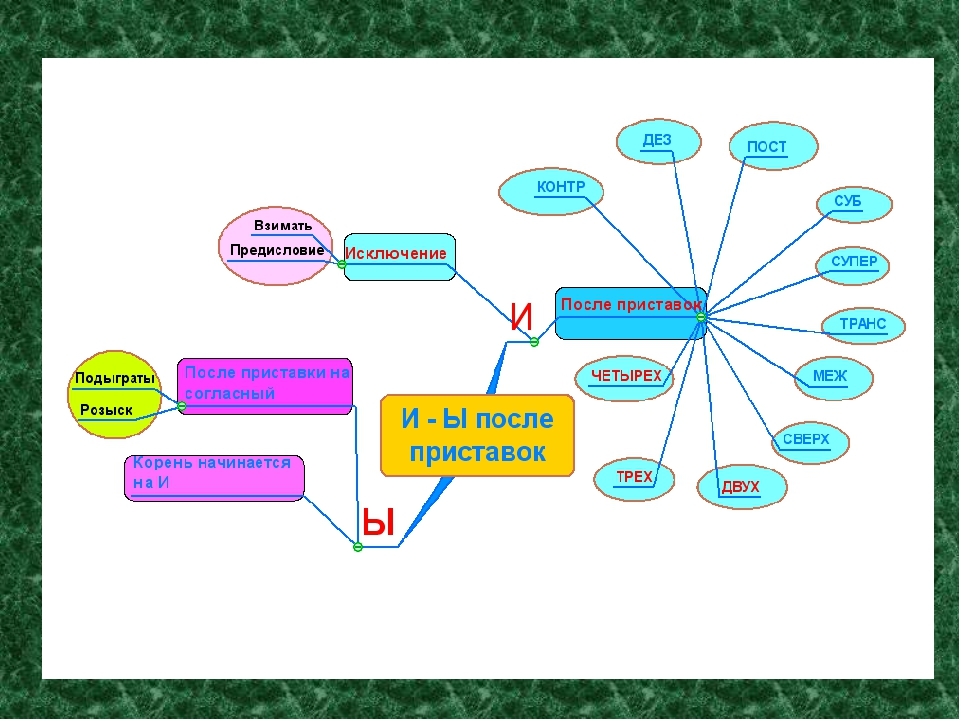 И - Ы после
приставок
И
После приставок
КОНТР
ДЕЗ
ПОСТ
СУБ
СУПЕР
ТРАНС
МЕЖ
СВЕРХ
ДВУХ
ТРЕХ
ЧЕТЫРЕХ
Исключение
Взимать
Предисловие
Ы
После приставки на
согласный
Подыграты
Розыск
Корень начинается
на И